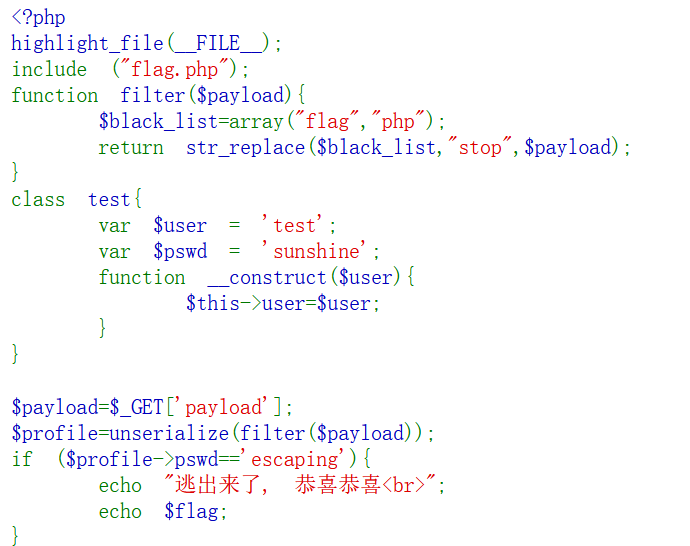 <?php
highlight_file(__FILE__);
include ("flag.php");
function filter($payload){
$black_list=array("flag","php");
return str_replace($black_list,"stop",$payload);
}
class test{
var $user = 'test';
var $pswd = 'sunshine';
function __construct($user){
$this->user=$user;
}
}
$payload=$_GET['payload'];
$profile=unserialize(filter($payload));
if ($profile->pswd=='escaping'){
echo "逃出来了, 恭喜恭喜<br>";
echo $flag;
}